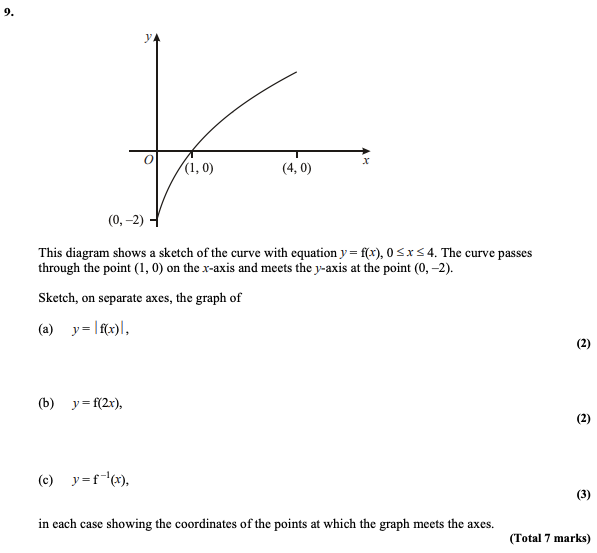 9.
y
O
(1, 0)
(4, 0)
x
(0, –2)
This diagram shows a sketch of the curve with equation y = f(x), 0 ≤ x ≤ 4. The curve passes
through the point (1, 0) on the x-axis and meets the y-axis at the point (0, –2).
Sketch, on separate axes, the graph of
(a) y = |f(x)|,
(2)
(b) y = f(2x),
(2)
(c) y = f⁻¹(x),
(3)
in each case showing the coordinates of the points at which the graph meets the axes.
(Total 7 marks)